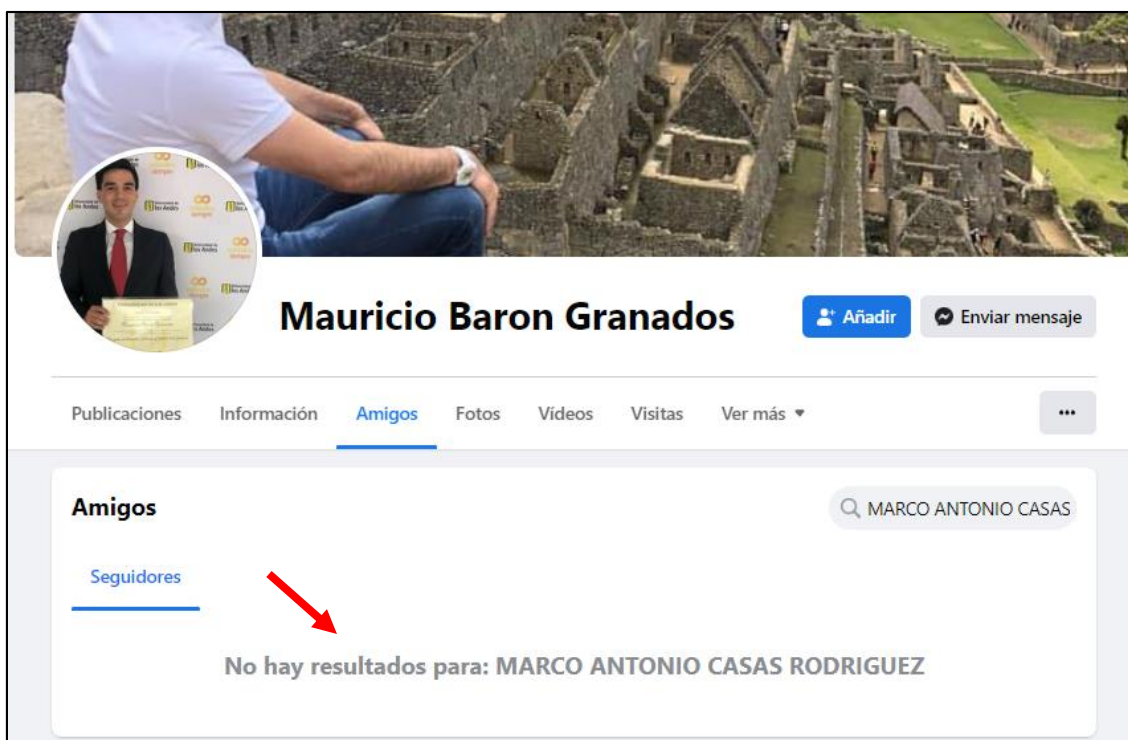 Mauricio Baron Granados
Añadir
Enviar mensaje
Publicaciones Información Amigos Fotos Vídeos Visitas Ver más
Amigos
MARCO ANTONIO CASAS
Seguidores
No hay resultados para: MARCO ANTONIO CASAS RODRIGUEZ